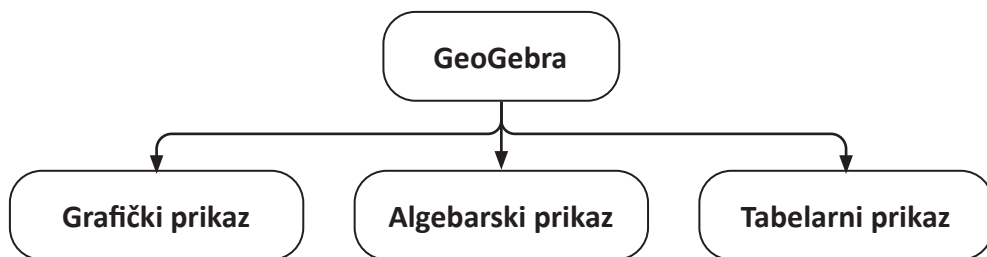 GeoGebra
Grafički prikaz
Algebarski prikaz
Tabelarni prikaz